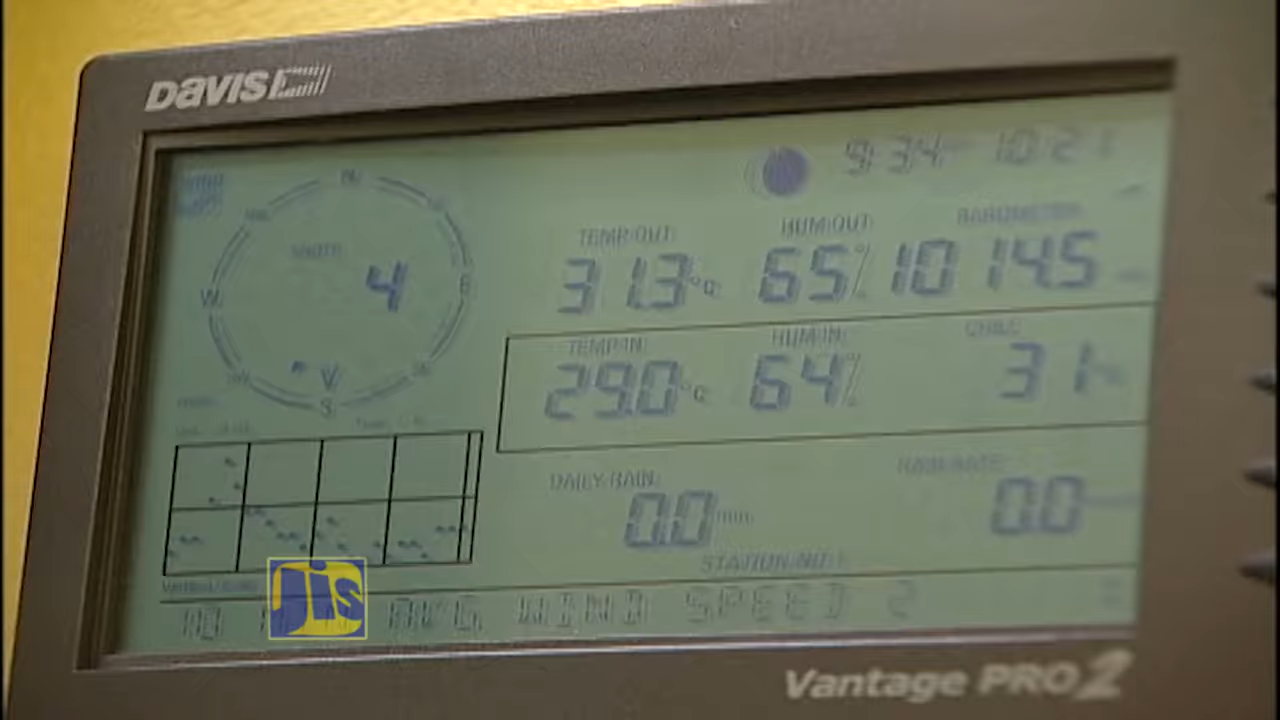 DAVIS
9:34 10:21
N
TEMP OUT HUM OUT BAROMETER
4 31.3°C 65% 1014.5
W E
TEMP IN HUM IN CHILL
29.0°C 64% 31
S
DAILY RAIN RAIN RATE
0.0 mm 0.0
STATION NO.1
AVG WIND SPEED 2
jis
Vantage PRO2